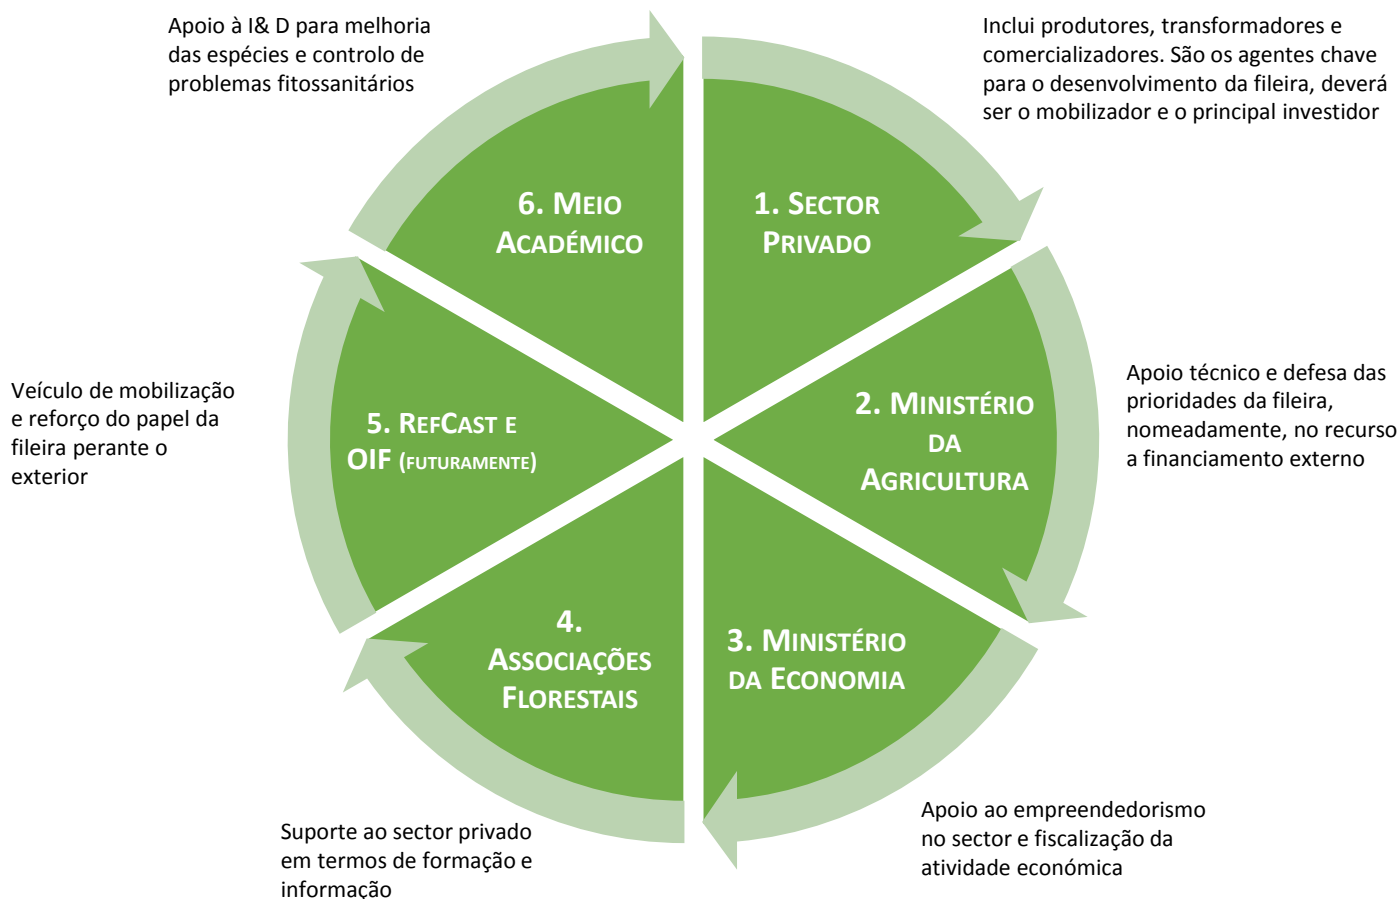 Apoio à I& D para melhoria
das espécies e controlo de
problemas fitossanitários
Inclui produtores, transformadores e
comercializadores. São os agentes chave
para o desenvolvimento da fileira, deverá
ser o mobilizador e o principal investidor
6. MEIO
ACADÉMICO
1. SECTOR
PRIVADO
Veículo de mobilização
e reforço do papel da
fileira perante o
exterior
5. REFCAST E
OIF (FUTURAMENTE)
2. MINISTÉRIO
DA
AGRICULTURA
Apoio técnico e defesa das
prioridades da fileira,
nomeadamente, no recurso
a financiamento externo
4.
ASSOCIAÇÕES
FLORESTAIS
3. MINISTÉRIO
DA ECONOMIA
Suporte ao sector privado
em termos de formação e
informação
Apoio ao empreendedorismo
no sector e fiscalização da
atividade económica